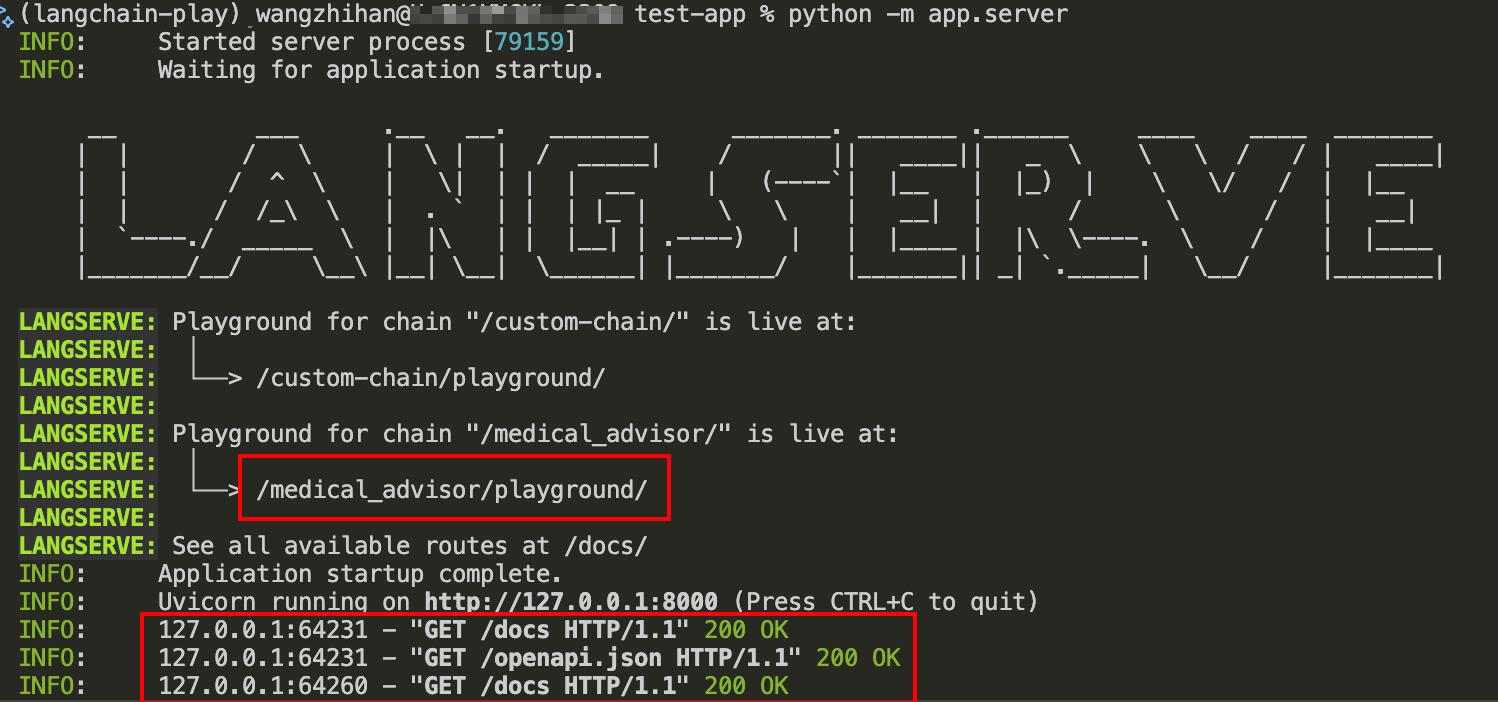 (langchain-play) wangzhihan@ test-app % python -m app.server
INFO:     Started server process [79159]
INFO:     Waiting for application startup.
LANGSERVE
LANGSERVE: Playground for chain "/custom-chain/" is live at:
LANGSERVE:  │
LANGSERVE:  └──> /custom-chain/playground/
LANGSERVE:
LANGSERVE: Playground for chain "/medical_advisor/" is live at:
LANGSERVE:  │
LANGSERVE:  └──> /medical_advisor/playground/
LANGSERVE:
LANGSERVE: See all available routes at /docs/
INFO:     Application startup complete.
INFO:     Uvicorn running on http://127.0.0.1:8000 (Press CTRL+C to quit)
INFO:     127.0.0.1:64231 - "GET /docs HTTP/1.1" 200 OK
INFO:     127.0.0.1:64231 - "GET /openapi.json HTTP/1.1" 200 OK
INFO:     127.0.0.1:64260 - "GET /docs HTTP/1.1" 200 OK